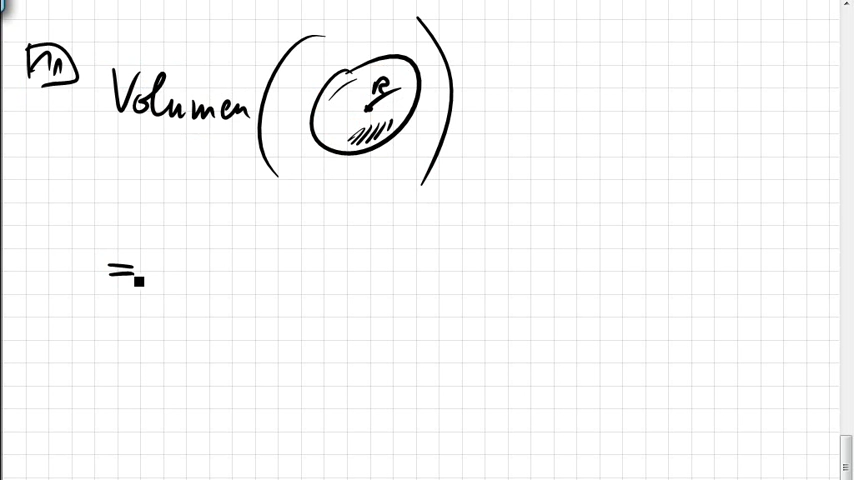 Volumen ( R )
=